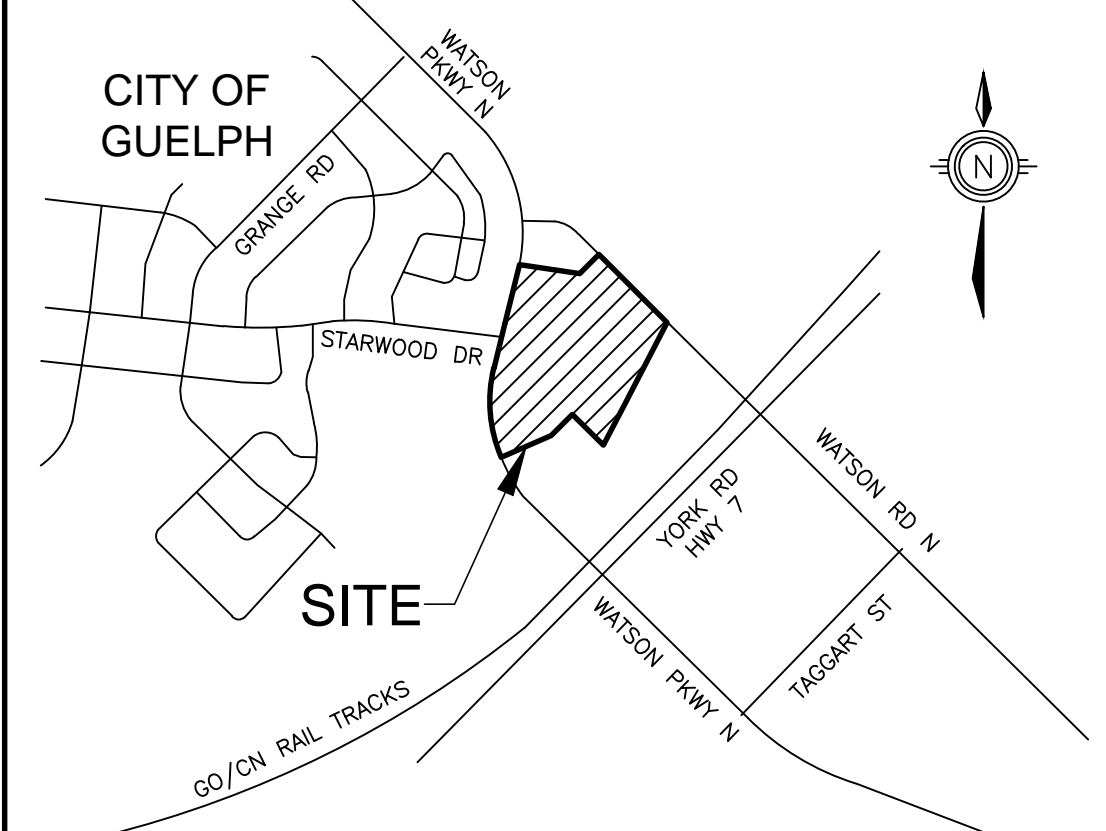 WATSON
PKWY N
CITY OF
GUELPH
GRANGE RD
N
STARWOOD DR
WATSON RD N
YORK RD
HWY 7
SITE
WATSON PKWY N
TAGGART ST
GO/CN RAIL TRACKS